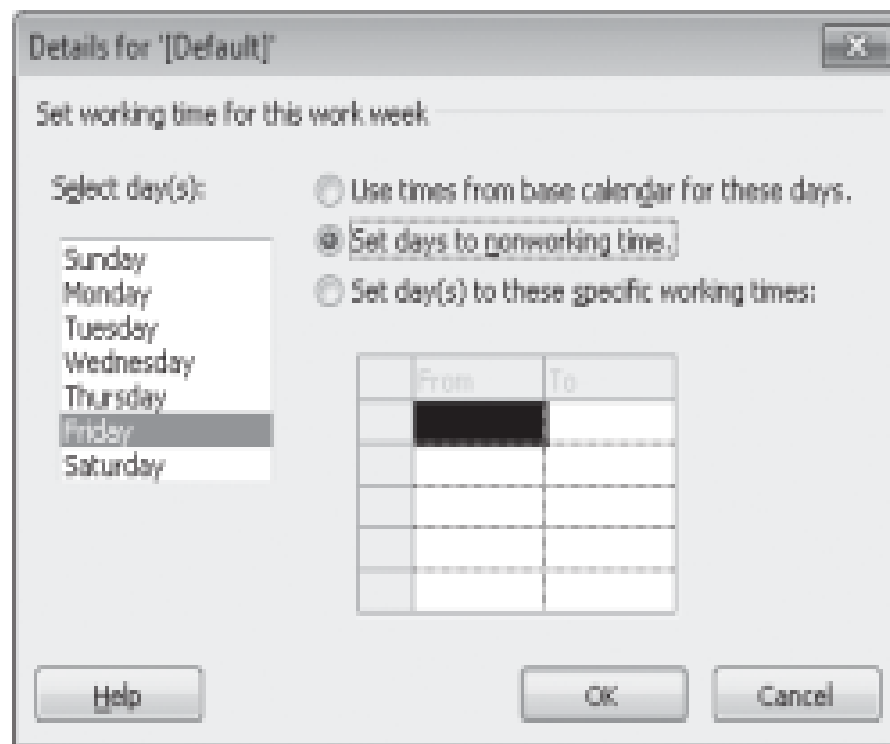 Details for '[Default]'
Set working time for this work week
Select day(s):
Use times from base calendar for these days.
Set days to nonworking time.
Set day(s) to these specific working times:
Sunday
Monday
Tuesday
Wednesday
Thursday
Friday
Saturday
From To
Help OK Cancel